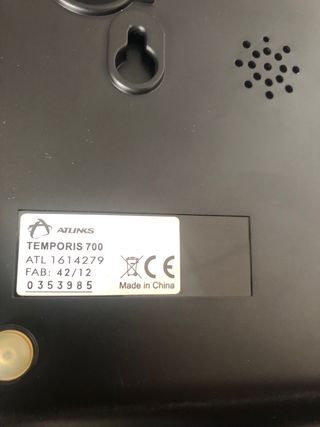 ATLINKS
TEMPORIS 700
ATL 1614279
FAB: 42/12
0353985
CE
Made in China